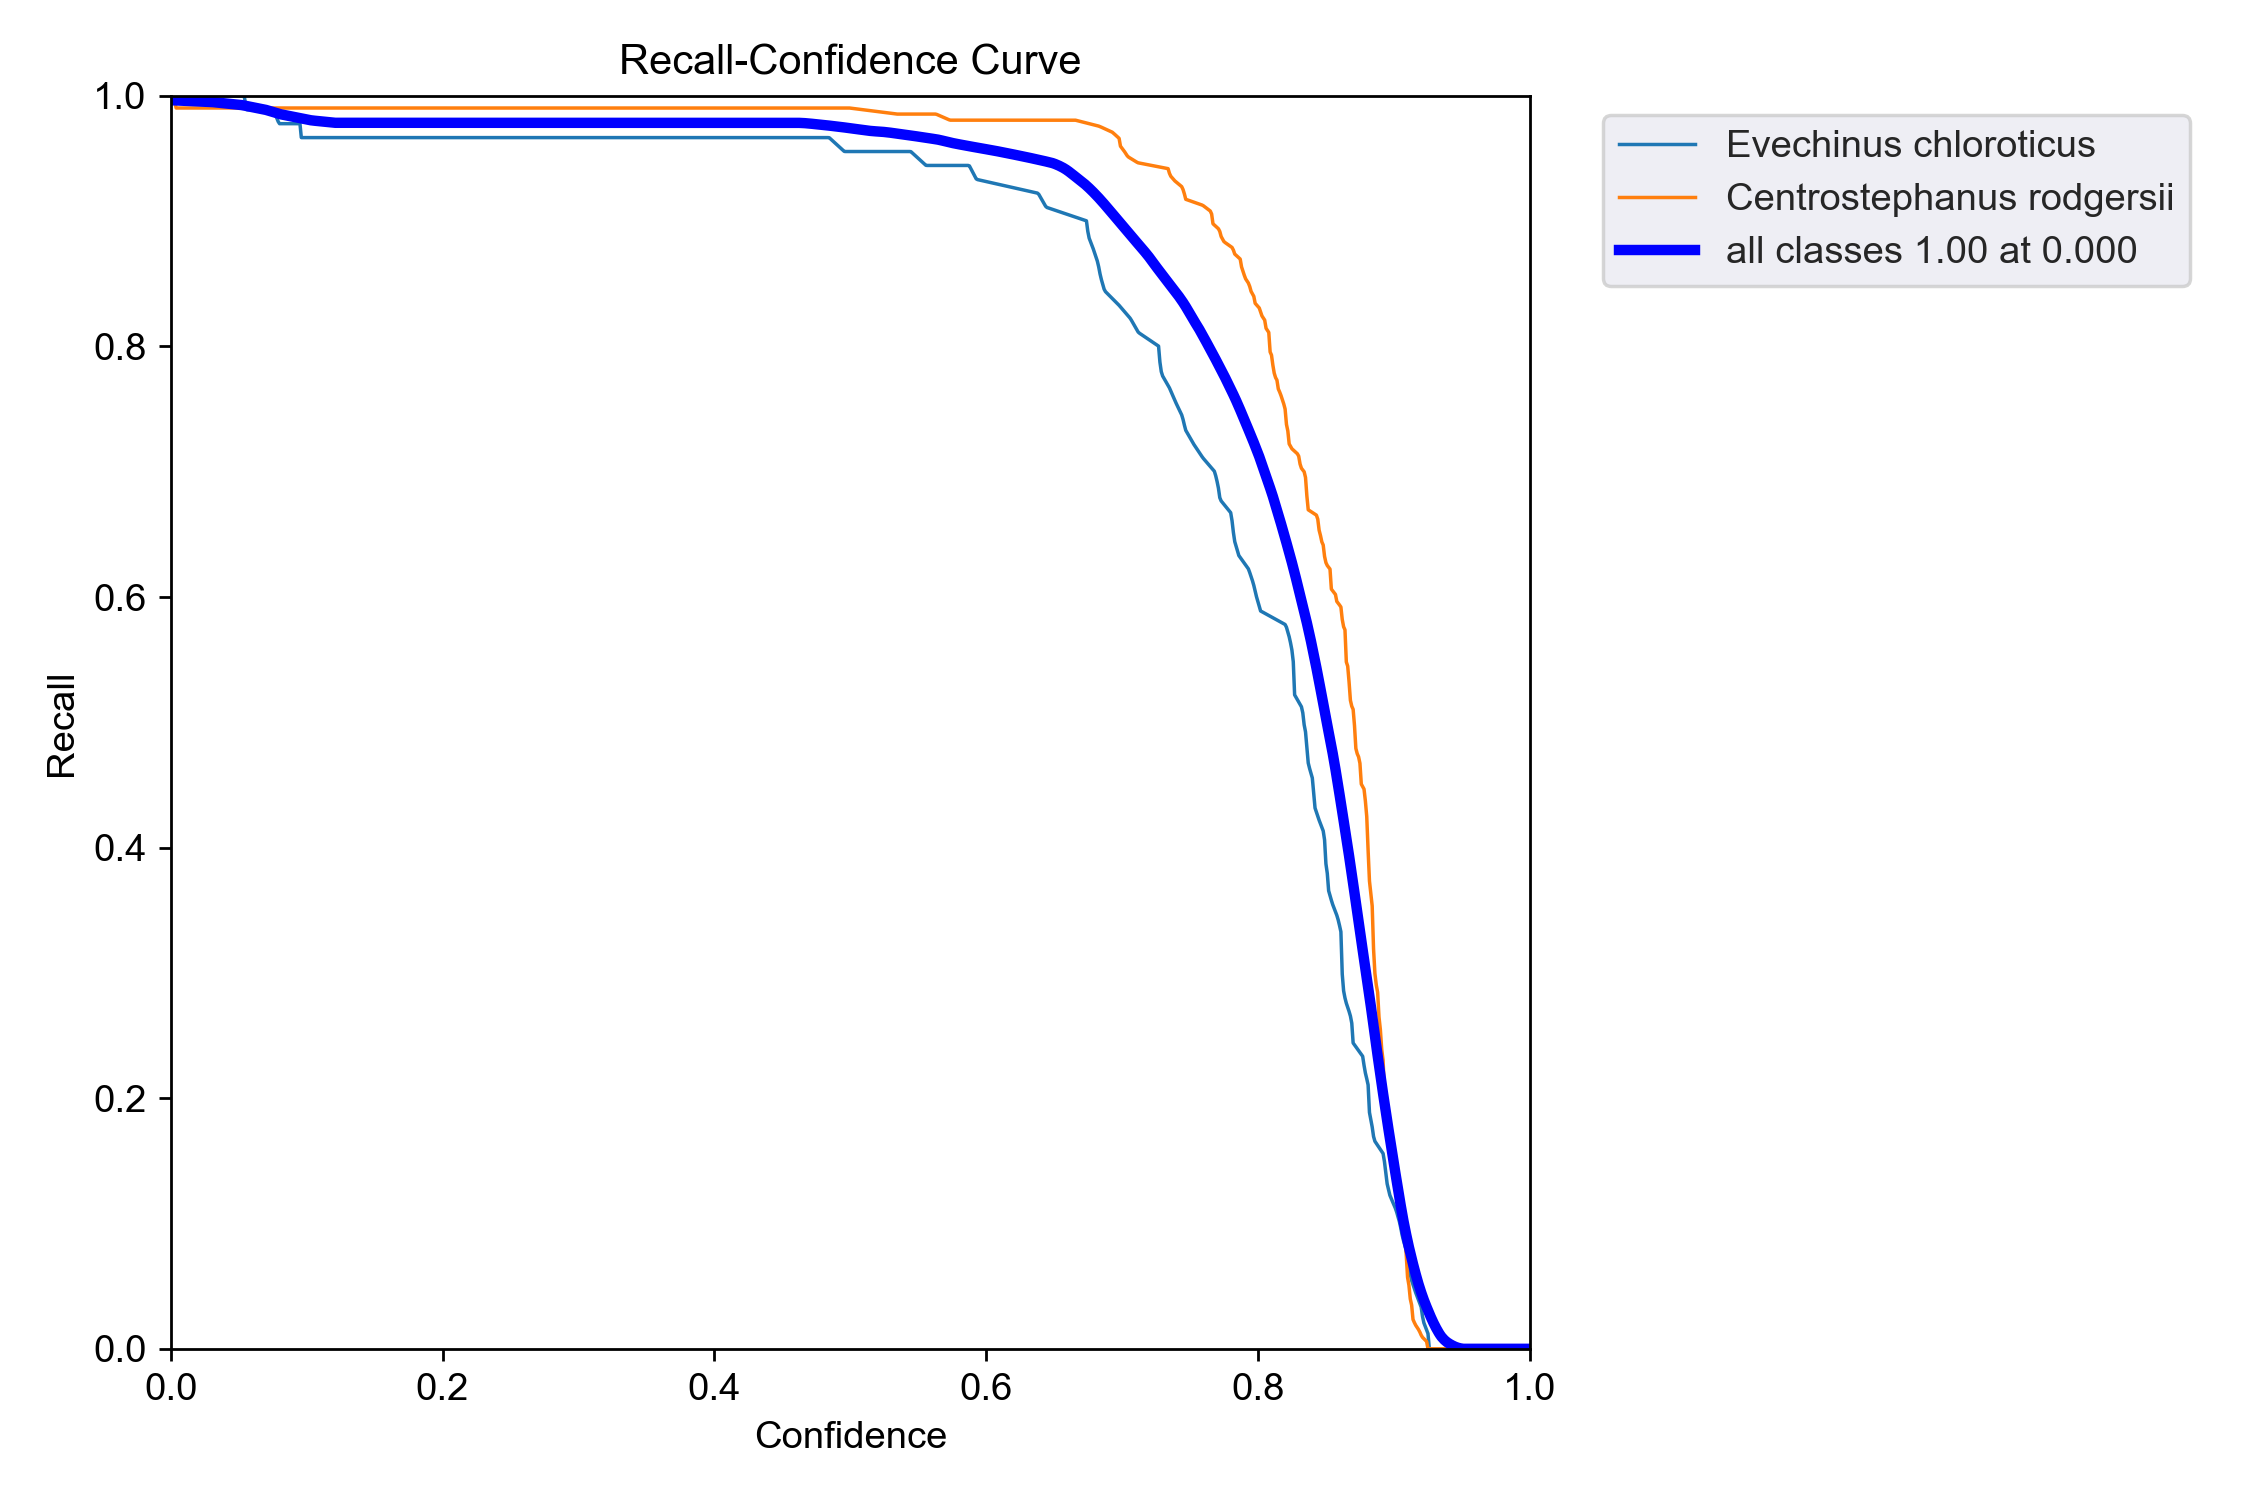 Recall-Confidence Curve
1.0
0.8
0.6
0.4
0.2
0.0
Recall
0.0 0.2 0.4 0.6 0.8 1.0
Confidence
Evechinus chloroticus
Centrostephanus rodgersii
all classes 1.00 at 0.000